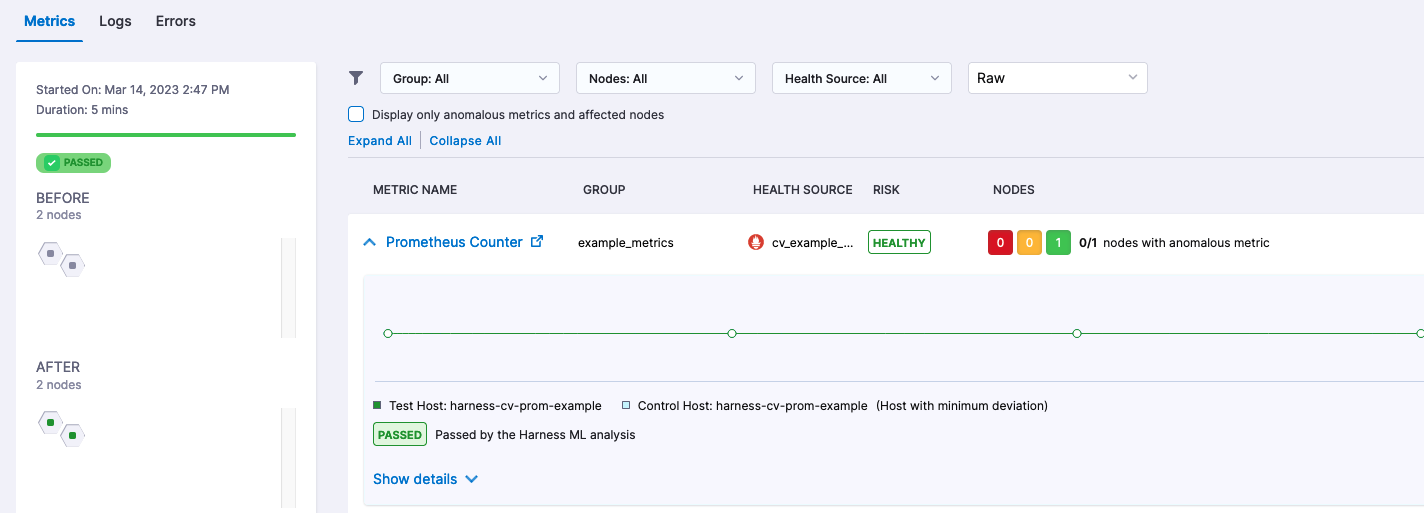 Metrics Logs Errors
Started On: Mar 14, 2023 2:47 PM
Duration: 5 mins
PASSED
BEFORE
2 nodes
AFTER
2 nodes
Group: All Nodes: All Health Source: All Raw
Display only anomalous metrics and affected nodes
Expand All Collapse All
METRIC NAME GROUP HEALTH SOURCE RISK NODES
Prometheus Counter example_metrics cv_example_... HEALTHY 0 0 1 0/1 nodes with anomalous metric
Test Host: harness-cv-prom-example Control Host: harness-cv-prom-example (Host with minimum deviation)
PASSED Passed by the Harness ML analysis
Show details